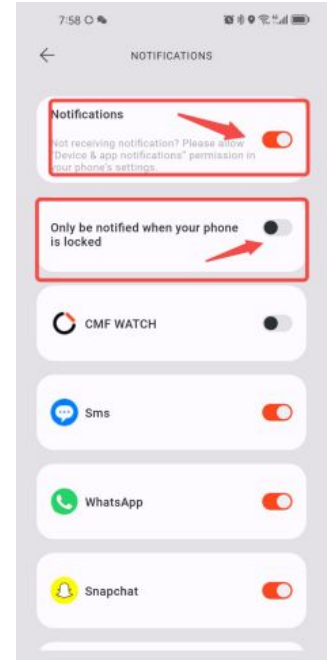 7:58
NOTIFICATIONS
Notifications
Not receiving notification? Please allow
"Device & app notifications" permission in
your phone's settings.
Only be notified when your phone
is locked
CMF WATCH
Sms
WhatsApp
Snapchat